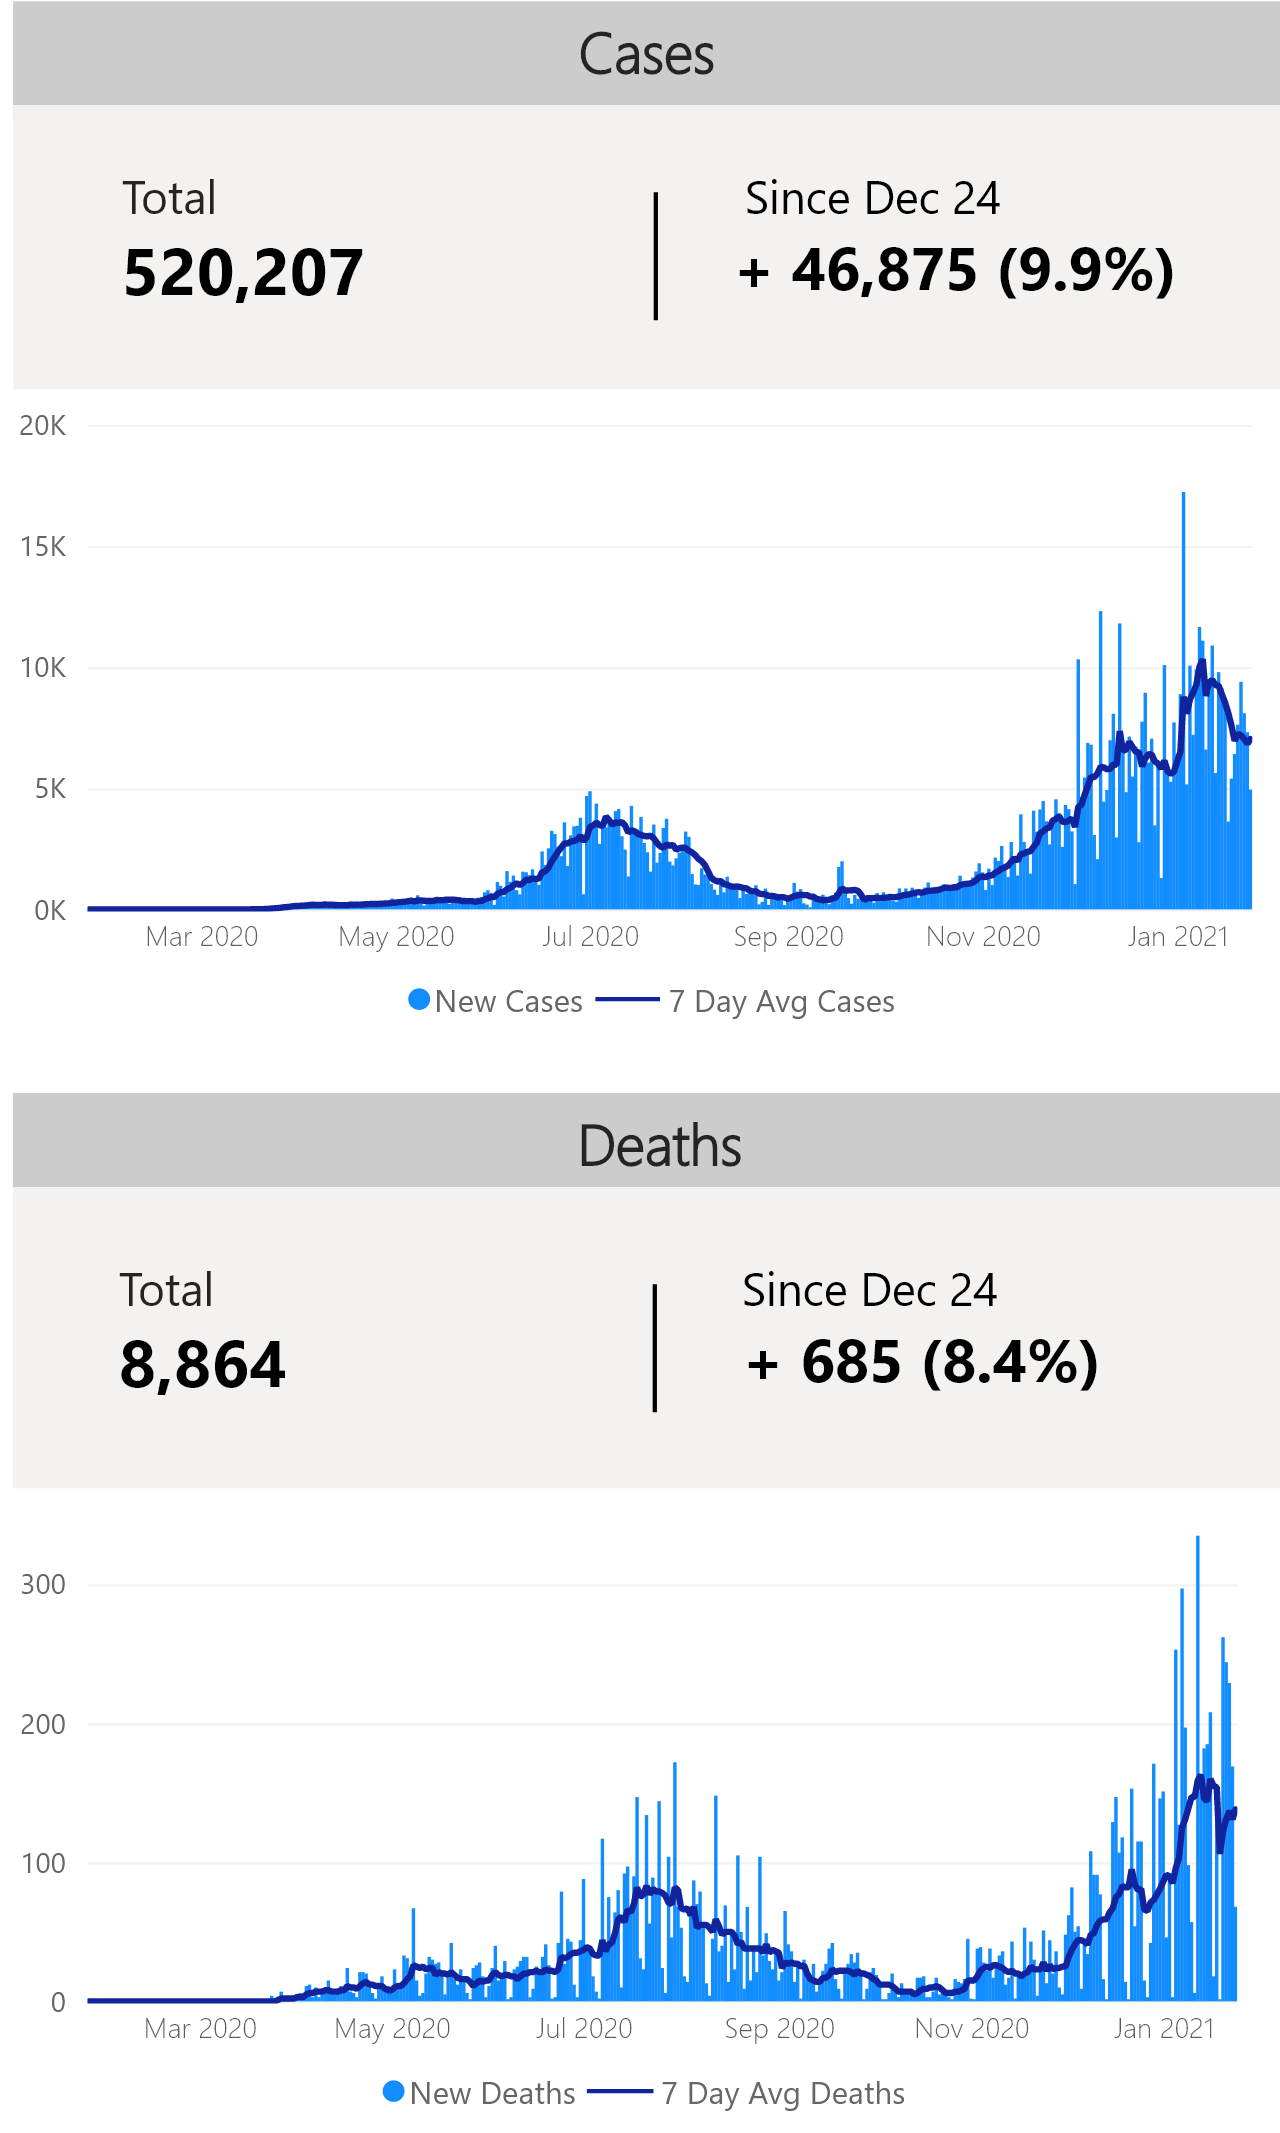 Cases
Total
Since Dec 24
520,207
+ 46,875 (9.9%)
20K
15K
10K
5K
0K
Mar 2020 May 2020 Jul 2020 Sep 2020 Nov 2020 Jan 2021
New Cases 7 Day Avg Cases
Deaths
Total
Since Dec 24
8,864
+ 685 (8.4%)
300
200
100
0
Mar 2020 May 2020 Jul 2020 Sep 2020 Nov 2020 Jan 2021
New Deaths 7 Day Avg Deaths